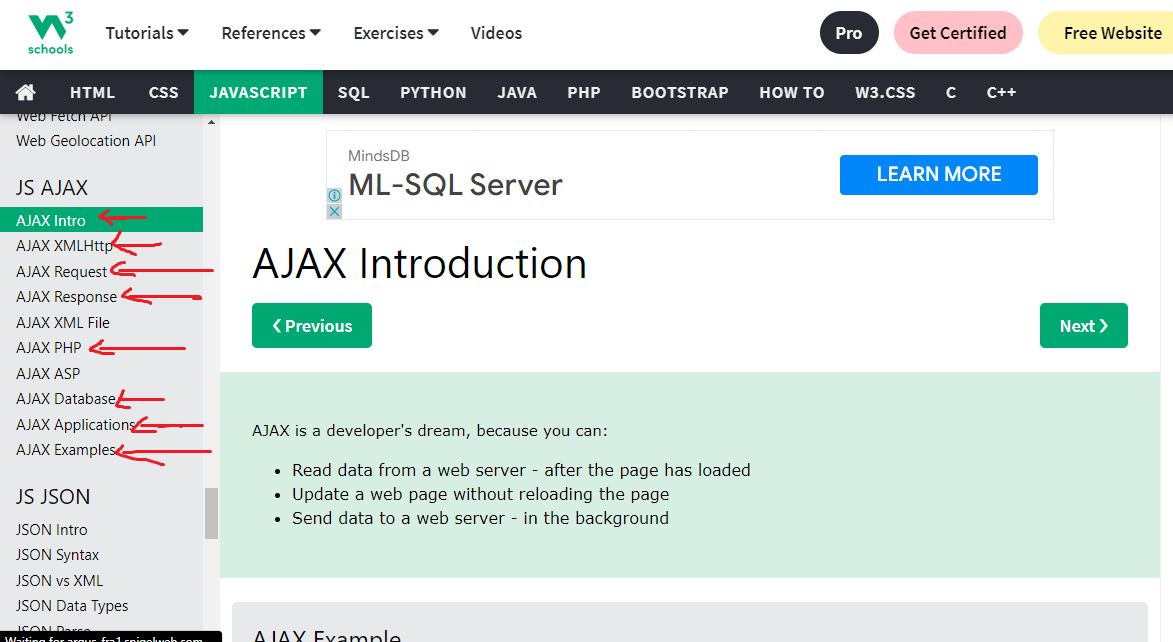 3
schools
Tutorials References Exercises Videos Pro Get Certified Free Website
HTML CSS JAVASCRIPT SQL PYTHON JAVA PHP BOOTSTRAP HOW TO W3.CSS C C++
Web Fetch API
Web Geolocation API
JS AJAX
AJAX Intro
AJAX XMLHttp
AJAX Request
AJAX Response
AJAX XML File
AJAX PHP
AJAX ASP
AJAX Database
AJAX Applications
AJAX Examples
JS JSON
JSON Intro
JSON Syntax
JSON vs XML
JSON Data Types
JSON Parse
MindsDB
ML-SQL Server
LEARN MORE
AJAX Introduction
❮ Previous
Next ❯
AJAX is a developer's dream, because you can:
• Read data from a web server - after the page has loaded
• Update a web page without reloading the page
• Send data to a web server - in the background
AJAX Example